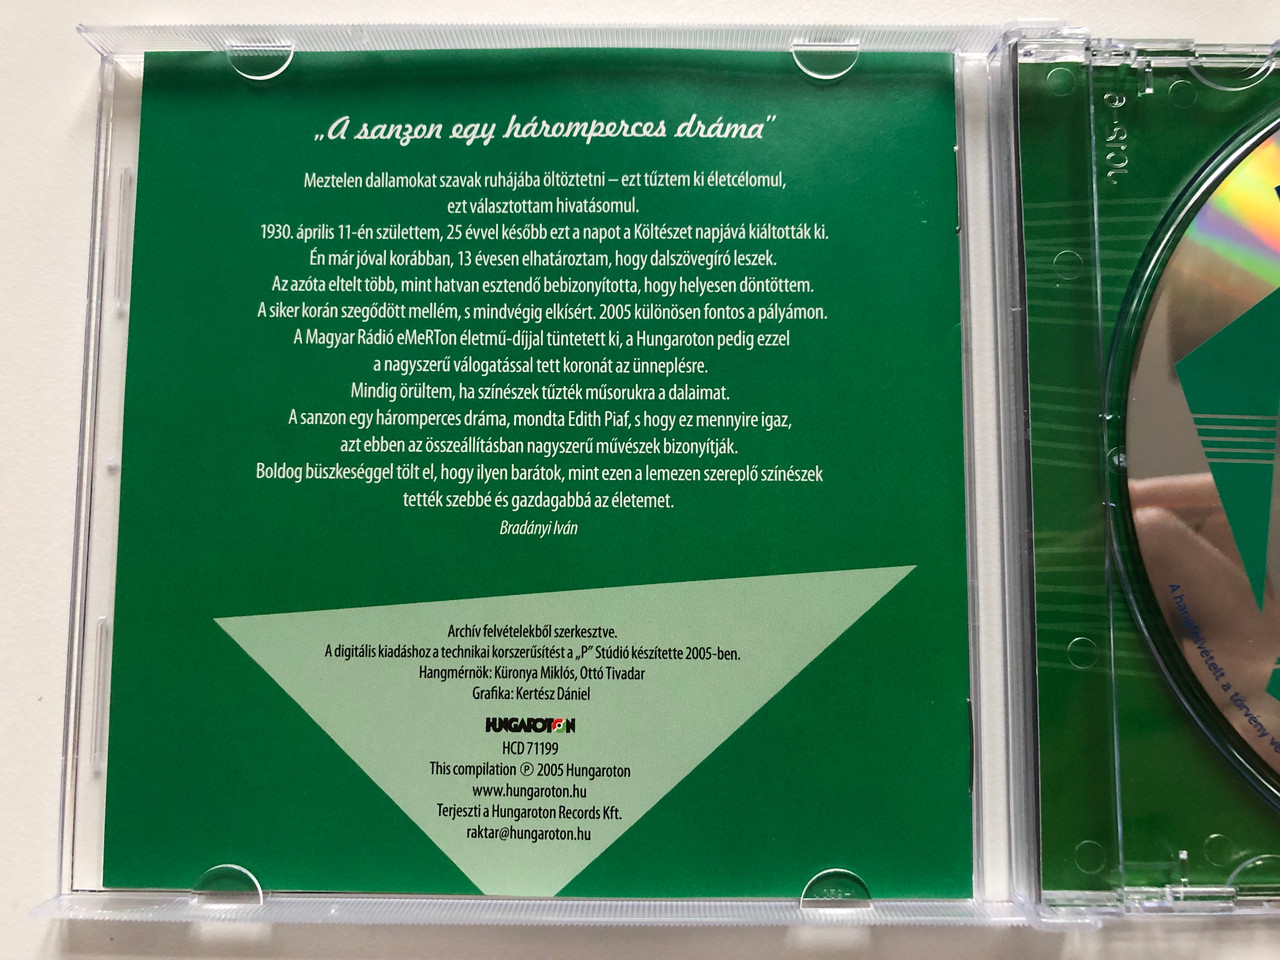 „A sanzon egy háromperces dráma”
Meztelen dallamokat szavak ruhájába öltöztetni – ezt tűztem ki életcélomul,
ezt választottam hivatásomul.
1930. április 11-én születtem, 25 évvel később ezt a napot a Költészet napjává kiáltották ki.
Én már jóval korábban, 13 évesen elhatároztam, hogy dalszövegíró leszek.
Az azóta eltelt több, mint hatvan esztendő bebizonyította, hogy helyesen döntöttem.
A siker korán szegődött mellém, s mindvégig elkísért. 2005 különösen fontos a pályámon.
A Magyar Rádió eMeRTon életmű-díjjal tüntetett ki, a Hungaroton pedig ezzel
a nagyszerű válogatással tett koronát az ünneplésre.
Mindig örültem, ha színészek tűzték műsorukra a dalaimat.
A sanzon egy háromperces dráma, mondta Edith Piaf, s hogy ez mennyire igaz,
azt ebben az összeállításban nagyszerű művészek bizonyítják.
Boldog büszkeséggel tölt el, hogy ilyen barátok, mint ezen a lemezen szereplő színészek
tették szebbé és gazdagabbá az életemet.
Bradányi Iván
Archív felvételekből szerkesztve.
A digitális kiadáshoz a technikai korszerűsítést a „P” Stúdió készítette 2005-ben.
Hangmérnök: Küronya Miklós, Ottó Tivadar
Grafika: Kertész Dániel
HUNGAROTON
HCD 71199
This compilation ℗ 2005 Hungaroton
www.hungaroton.hu
Terjeszti a Hungaroton Records Kft.
raktar@hungaroton.hu
A hangfelvételt a törvény